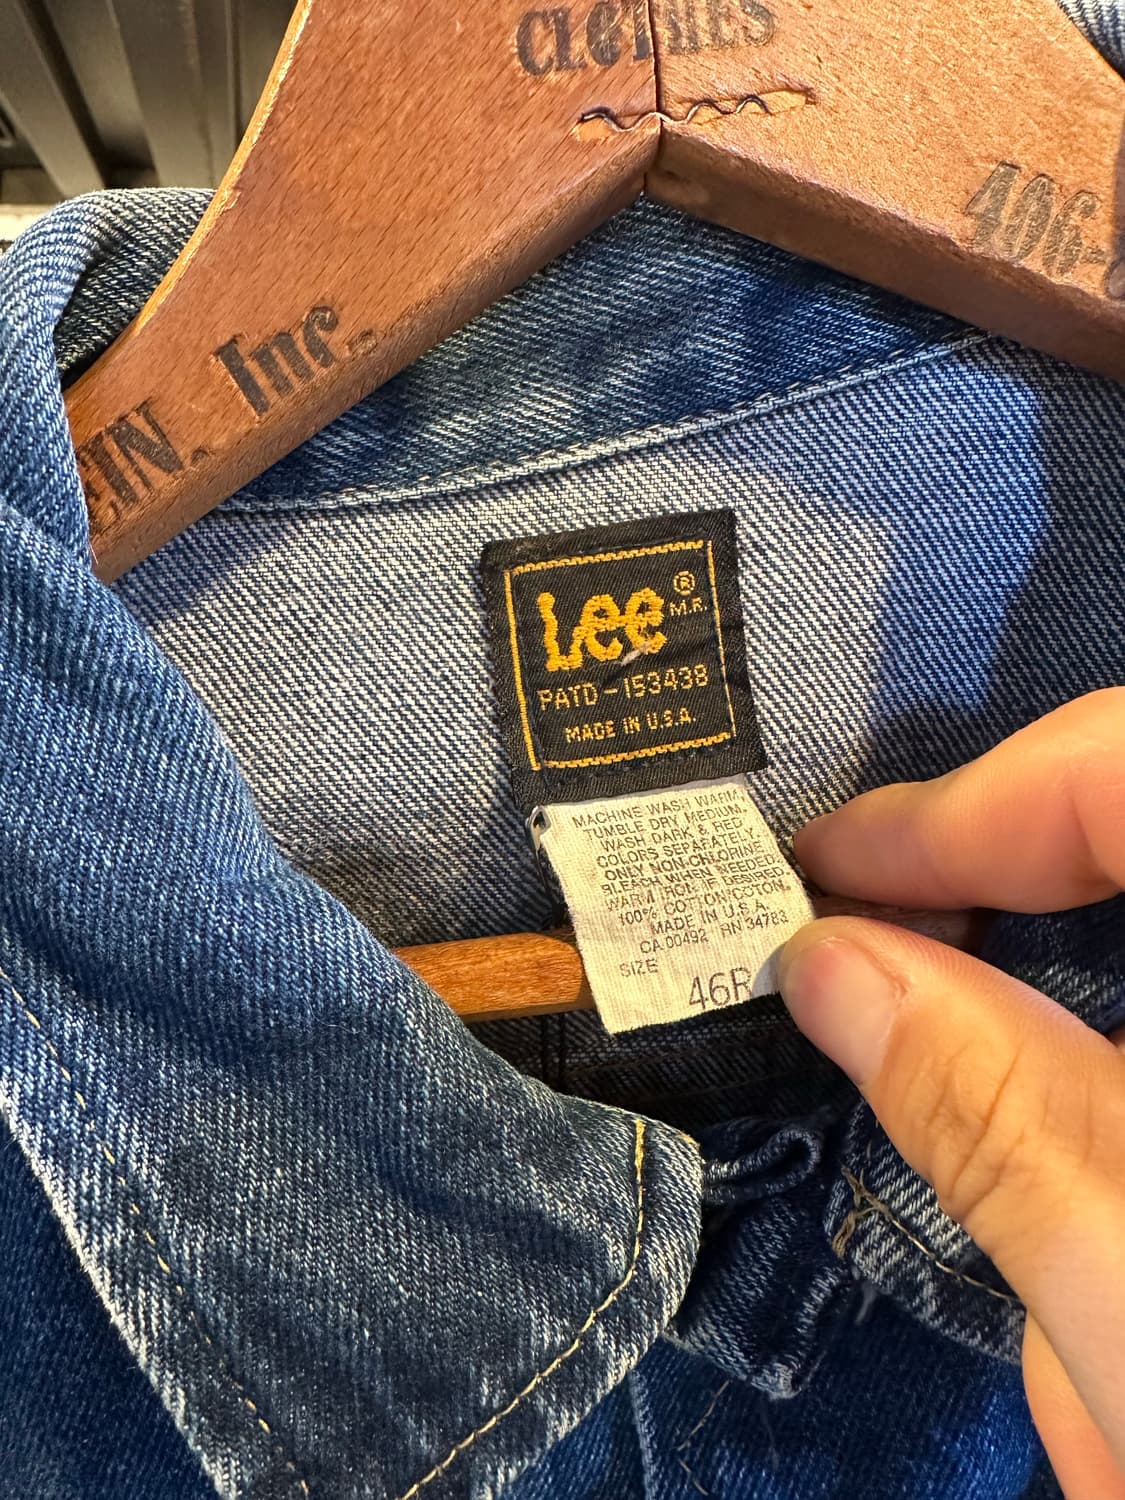 CLOTHES
406-
Inc.
Lee ® M.R.
PATD-153438
MADE IN U.S.A.
MACHINE WASH WARM,
TUMBLE DRY MEDIUM.
WASH DARK & RED
COLORS SEPARATELY.
ONLY NON-CHLORINE
BLEACH WHEN NEEDED.
WARM IRON IF DESIRED.
100% COTTON/COTON.
MADE IN U.S.A.
CA 00492 RN 34783
SIZE
46R